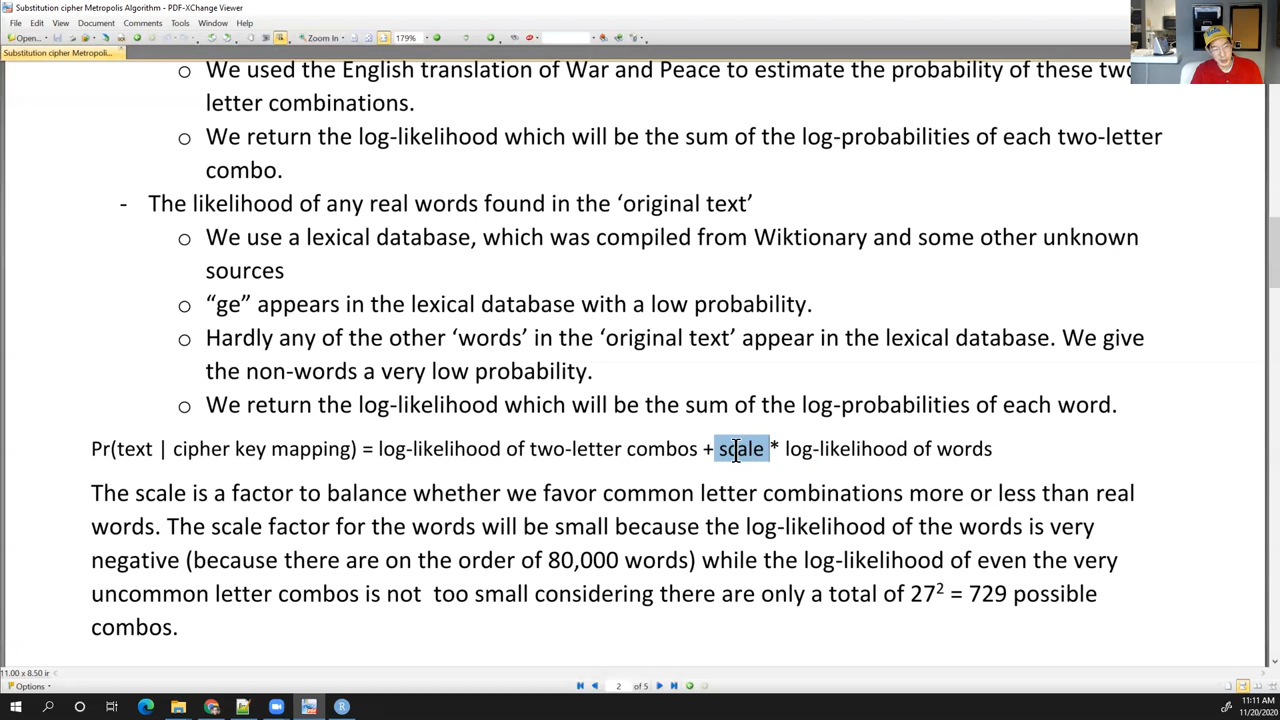 Substitution cipher Metropolis Algorithm - PDF-XChange Viewer
File Edit View Document Comments Tools Window Help
Open... Zoom In 179%
Substitution cipher Metropoli...
○ We used the English translation of War and Peace to estimate the probability of these two
letter combinations.
○ We return the log-likelihood which will be the sum of the log-probabilities of each two-letter
combo.
- The likelihood of any real words found in the ‘original text’
○ We use a lexical database, which was compiled from Wiktionary and some other unknown
sources
○ “ge” appears in the lexical database with a low probability.
○ Hardly any of the other ‘words’ in the ‘original text’ appear in the lexical database. We give
the non-words a very low probability.
○ We return the log-likelihood which will be the sum of the log-probabilities of each word.
Pr(text | cipher key mapping) = log-likelihood of two-letter combos + scale * log-likelihood of words
The scale is a factor to balance whether we favor common letter combinations more or less than real
words. The scale factor for the words will be small because the log-likelihood of the words is very
negative (because there are on the order of 80,000 words) while the log-likelihood of even the very
uncommon letter combos is not too small considering there are only a total of 27² = 729 possible
combos.
11.00 x 8.50 in
Options 2 of 5
11:11 AM
11/20/2020